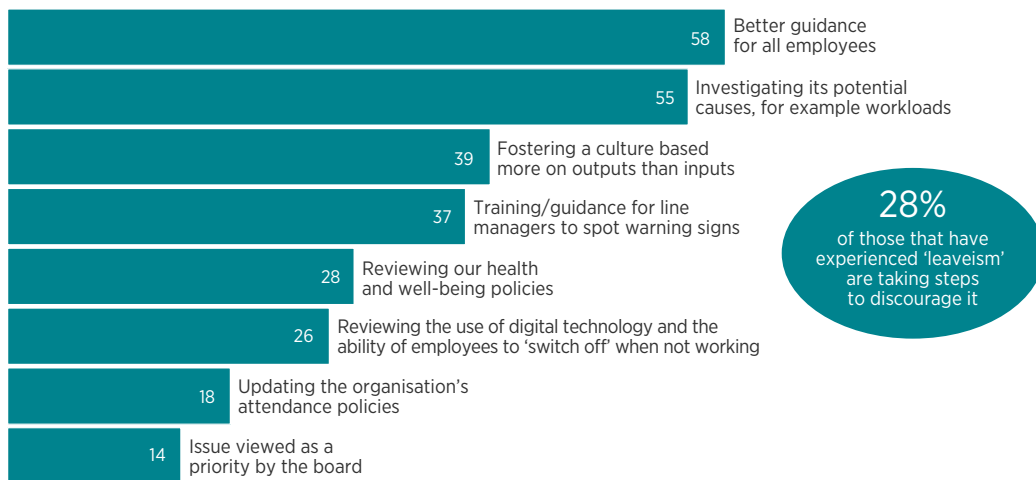 58
Better guidance
for all employees
55
Investigating its potential
causes, for example workloads
39
Fostering a culture based
more on outputs than inputs
37
Training/guidance for line
managers to spot warning signs
28
Reviewing our health
and well-being policies
26
Reviewing the use of digital technology and the
ability of employees to ‘switch off’ when not working
18
Updating the organisation’s
attendance policies
14
Issue viewed as a
priority by the board
28%
of those that have
experienced ‘leaveism’
are taking steps
to discourage it